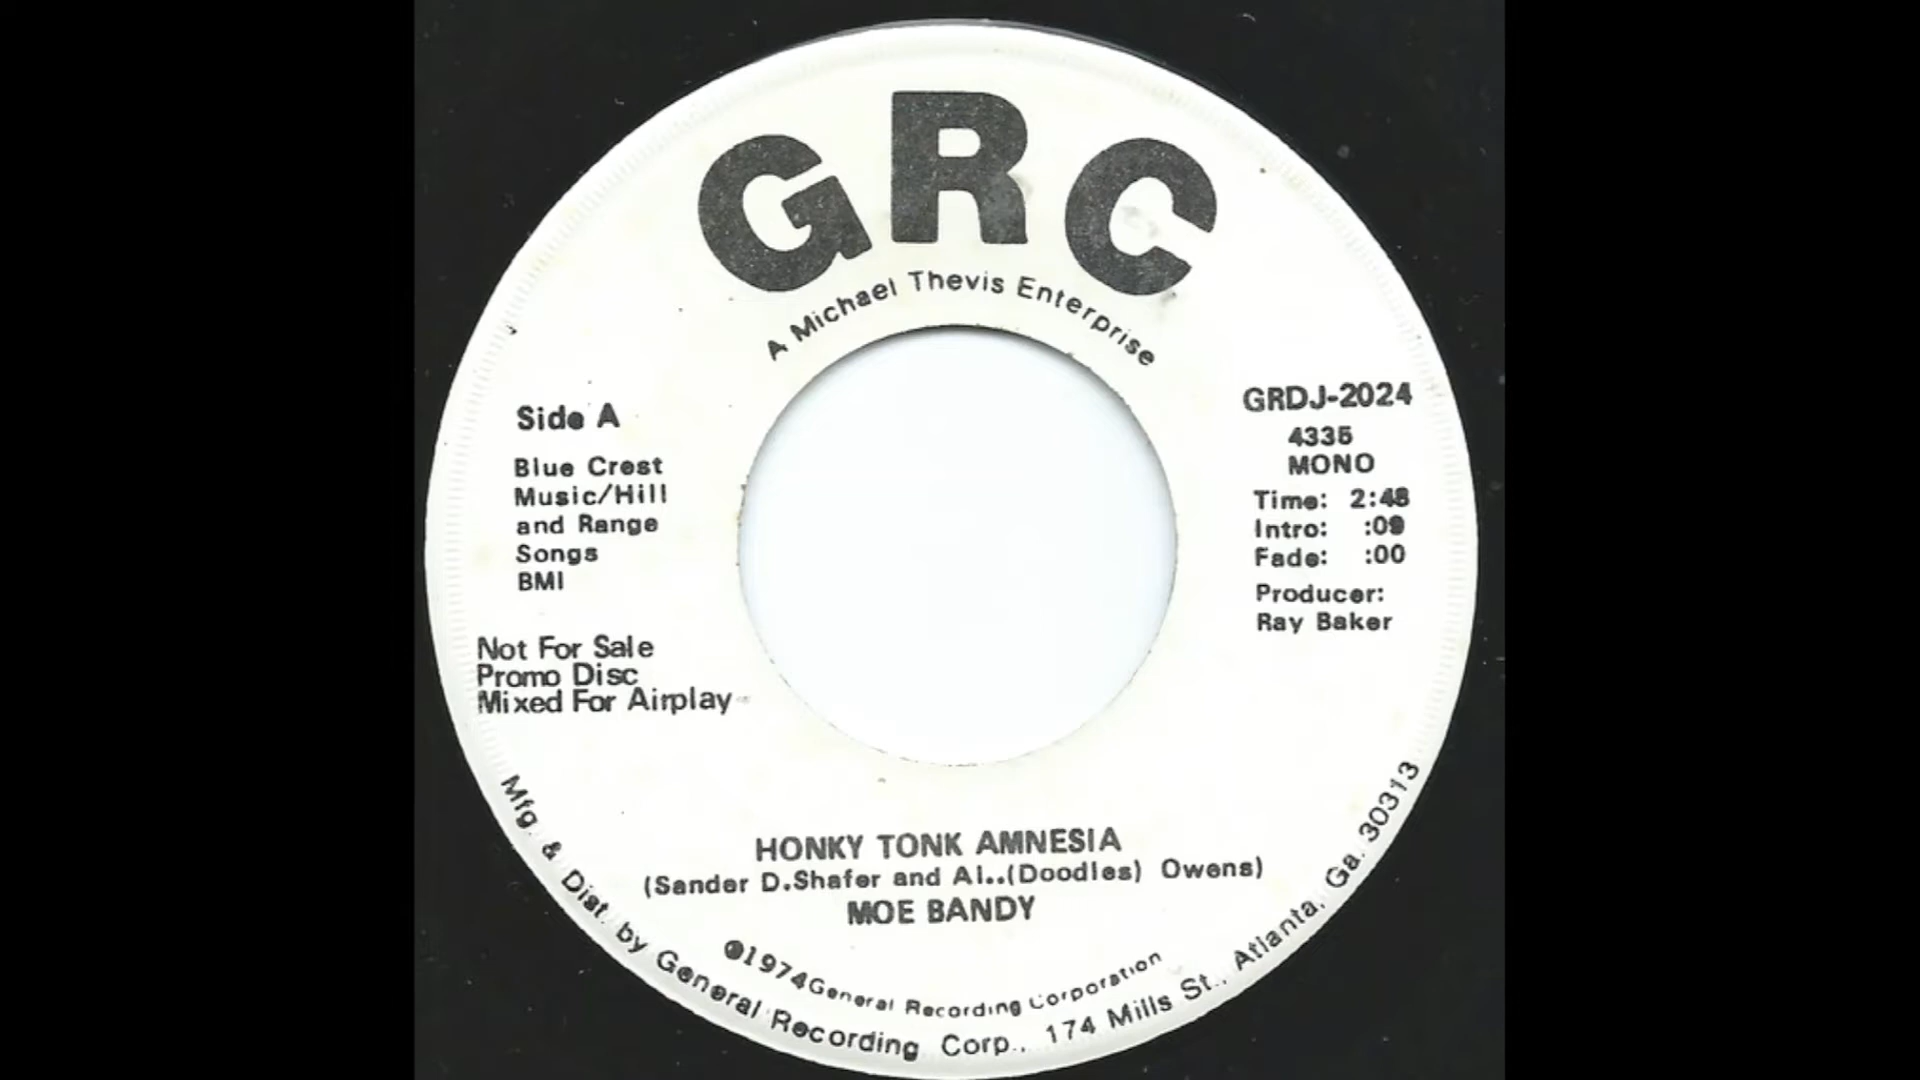 GRC
A Michael Thevis Enterprise
Side A
Blue Crest
Music/Hill
and Range
Songs
BMI
Not For Sale
Promo Disc
Mixed For Airplay
GRDJ-2024
4335
MONO
Time: 2:48
Intro: :09
Fade: :00
Producer:
Ray Baker
HONKY TONK AMNESIA
(Sander D.Shafer and Al..(Doodles) Owens)
MOE BANDY
℗1974 General Recording Corporation
Mfg. & Dist. by General Recording Corp., 174 Mills St., Atlanta, Ga. 30313